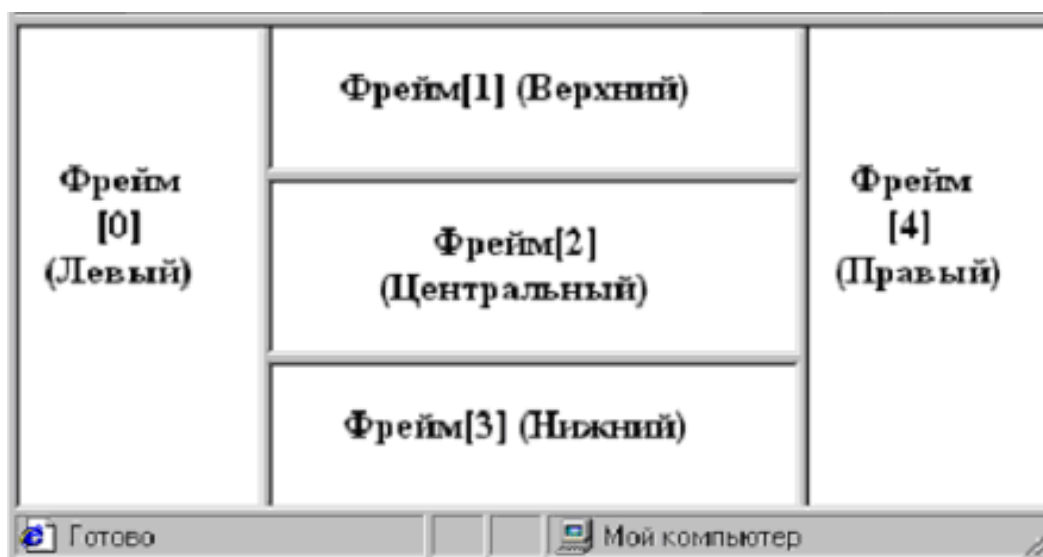 Фрейм
[0]
(Левый)
Фрейм[1] (Верхний)
Фрейм[2]
(Центральный)
Фрейм[3] (Нижний)
Фрейм
[4]
(Правый)
Готово
Мой компьютер